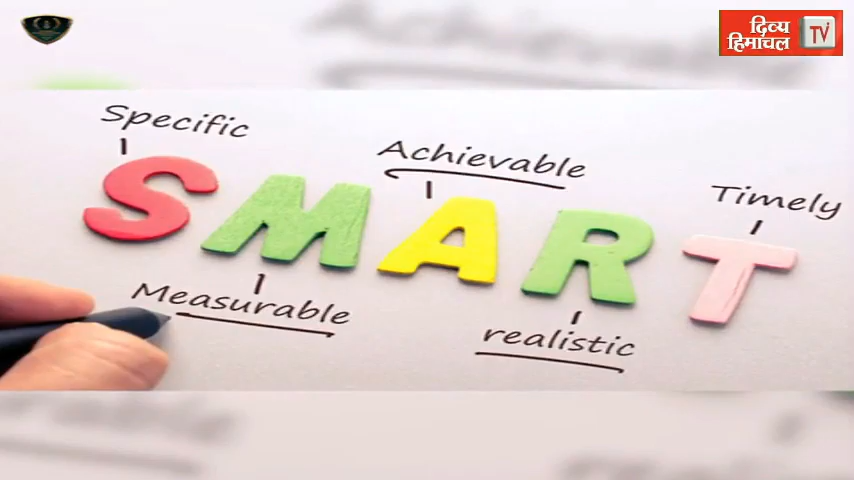 दिव्य
हिमाचल TV
Specific
Achievable
Timely
SMART
Measurable
realistic